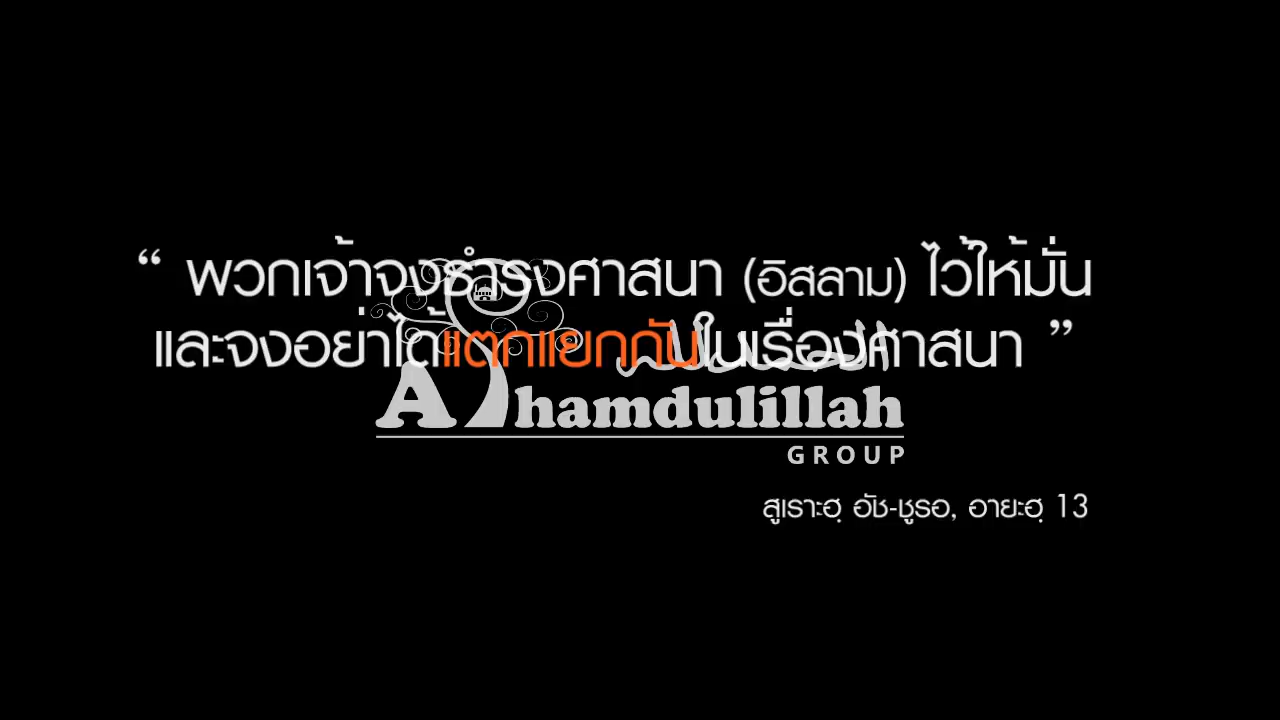 “ พวกเจ้าจงธำรงศาสนา (อิสลาม) ไว้ให้มั่น
และจงอย่าได้แตกแยกกันในเรื่องศาสนา ”
Alhamdulillah
GROUP
สูเราะฮฺ อัช-ชูรอ, อายะฮฺ 13